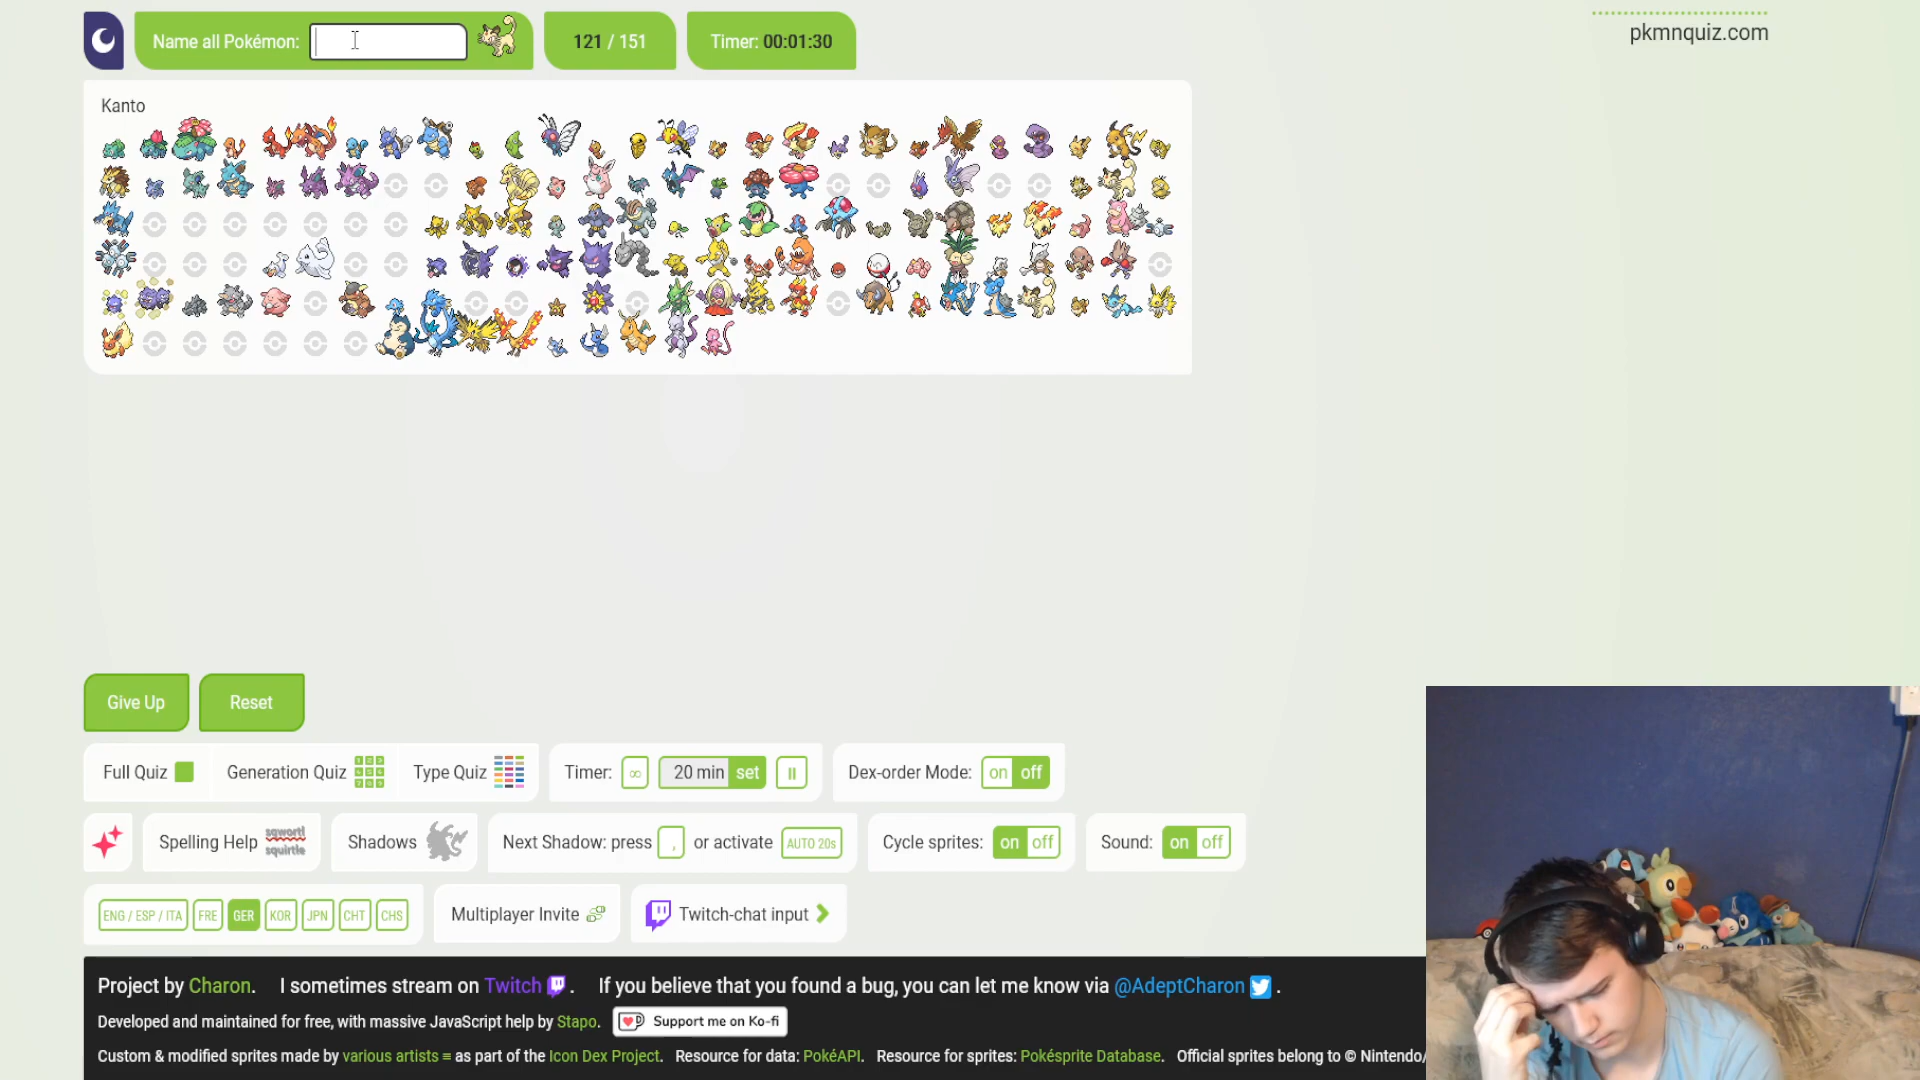 Name all Pokémon:
121 / 151
Timer: 00:01:30
pkmnquiz.com
Kanto
Give Up
Reset
Full Quiz
Generation Quiz
Type Quiz
Timer: ∞ 20 min set
Dex-order Mode: on off
Spelling Help sqwortl squirtle
Shadows
Next Shadow: press , or activate AUTO 20s
Cycle sprites: on off
Sound: on off
ENG / ESP / ITA FRE GER KOR JPN CHT CHS
Multiplayer Invite
Twitch-chat input
Project by Charon. I sometimes stream on Twitch . If you believe that you found a bug, you can let me know via @AdeptCharon .
Developed and maintained for free, with massive JavaScript help by Stapo. Support me on Ko-fi
Custom & modified sprites made by various artists ≡ as part of the Icon Dex Project. Resource for data: PokéAPI. Resource for sprites: Pokésprite Database. Official sprites belong to © Nintendo/